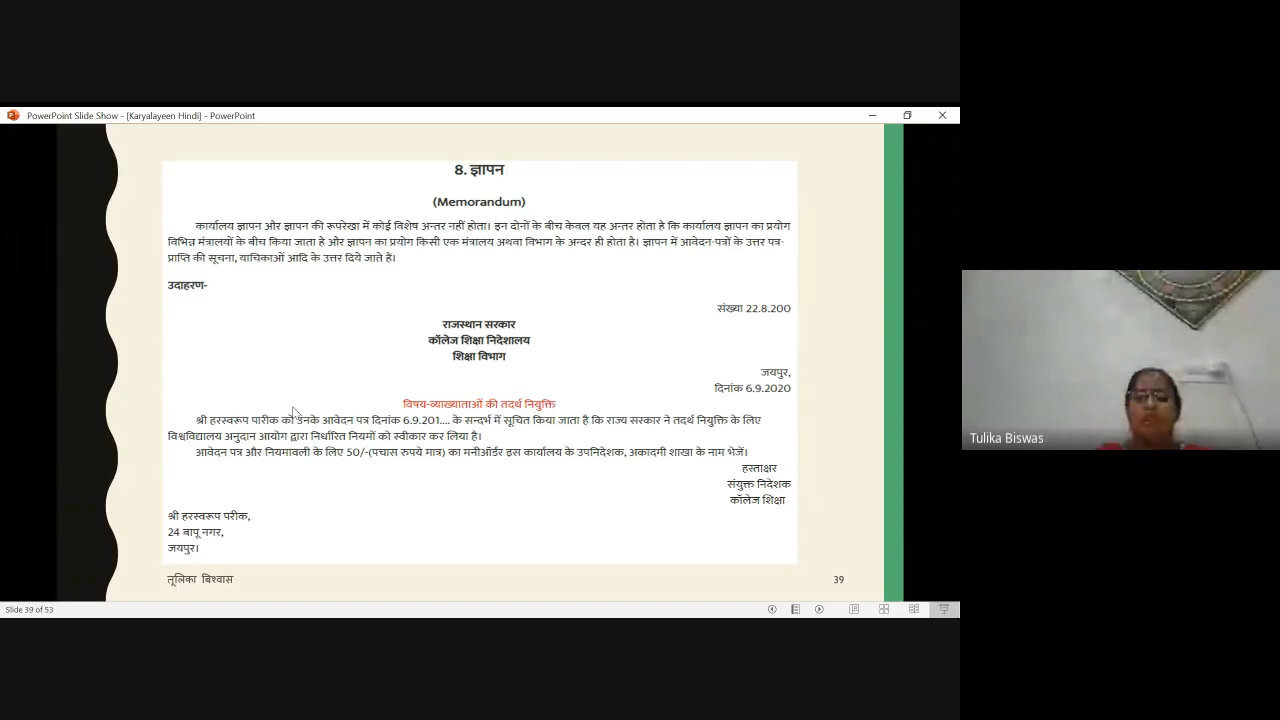 PowerPoint Slide Show - [Karyalayeen Hindi] - PowerPoint
8. ज्ञापन
(Memorandum)
कार्यालय ज्ञापन और ज्ञापन की रूपरेखा में कोई विशेष अन्तर नहीं होता। इन दोनों के बीच केवल यह अन्तर होता है कि कार्यालय ज्ञापन का प्रयोग
विभिन्न मंत्रालयों के बीच किया जाता है और ज्ञापन का प्रयोग किसी एक मंत्रालय अथवा विभाग के अन्दर ही होता है। ज्ञापन में आवेदन-पत्रों के उत्तर पत्र-
प्राप्ति की सूचना, याचिकाओं आदि के उत्तर दिये जाते हैं।
उदाहरण-
संख्या 22.8.200
राजस्थान सरकार
कॉलेज शिक्षा निदेशालय
शिक्षा विभाग
जयपुर,
दिनांक 6.9.2020
विषय-व्याख्याताओं की तदर्थ नियुक्ति
श्री हरस्वरूप पारीक को उनके आवेदन पत्र दिनांक 6.9.201.... के सन्दर्भ में सूचित किया जाता है कि राज्य सरकार ने तदर्थ नियुक्ति के लिए
विश्वविद्यालय अनुदान आयोग द्वारा निर्धारित नियमों को स्वीकार कर लिया है।
आवेदन पत्र और नियमावली के लिए 50/-(पचास रुपये मात्र) का मनीऑर्डर इस कार्यालय के उपनिदेशक, अकादमी शाखा के नाम भेजें।
हस्ताक्षर
संयुक्त निदेशक
कॉलेज शिक्षा
श्री हरस्वरूप परीक,
24 बापू नगर,
जयपुर।
तूलिका बिश्वास
39
Slide 39 of 53
Tulika Biswas